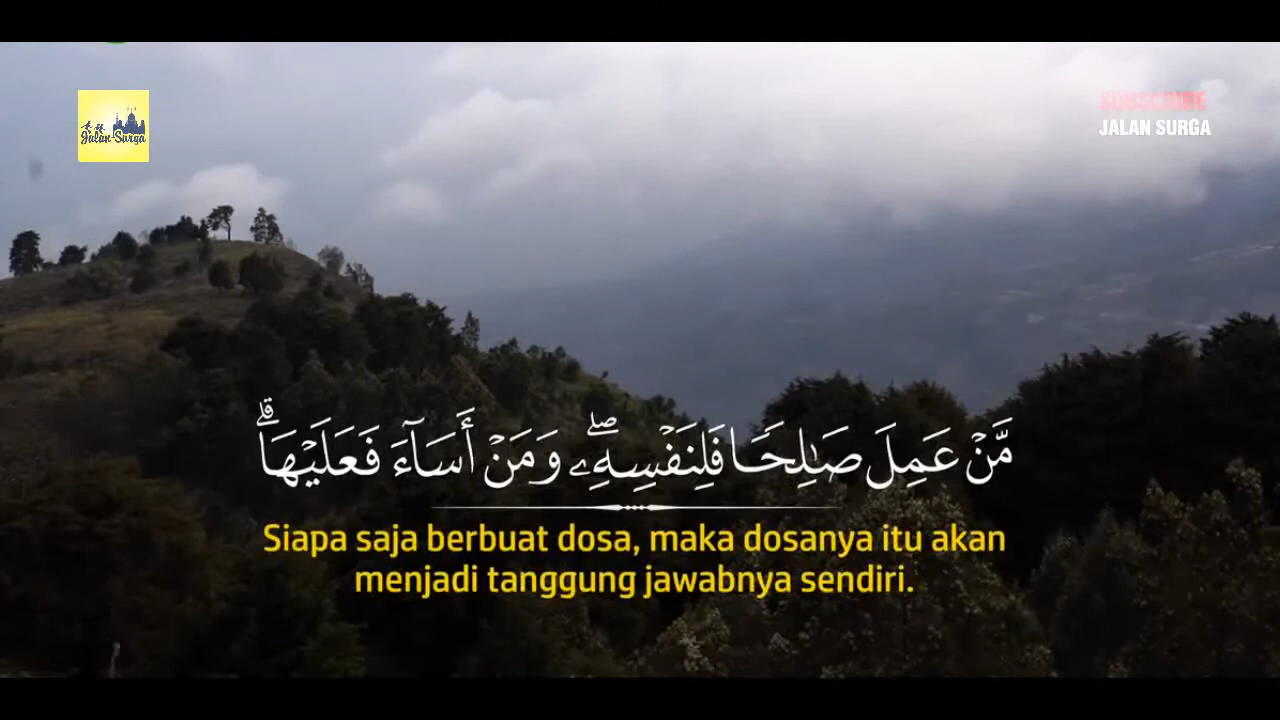 Jalan Surga
SUBSCRIBE
JALAN SURGA
مَّنْ عَمِلَ صَـٰلِحًا فَلِنَفْسِهِۦۖ وَمَنْ أَسَآءَ فَعَلَيْهَاۗ
Siapa saja berbuat dosa, maka dosanya itu akan
menjadi tanggung jawabnya sendiri.